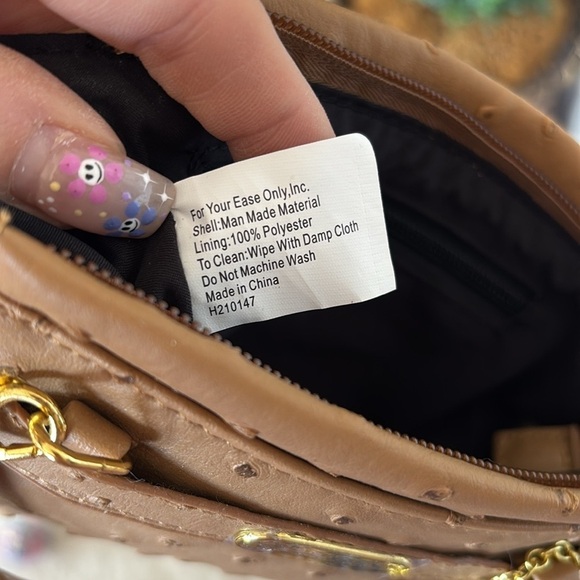 For Your Ease Only,Inc.
Shell:Man Made Material
Lining:100% Polyester
To Clean:Wipe With Damp Cloth
Do Not Machine Wash
Made in China
H210147